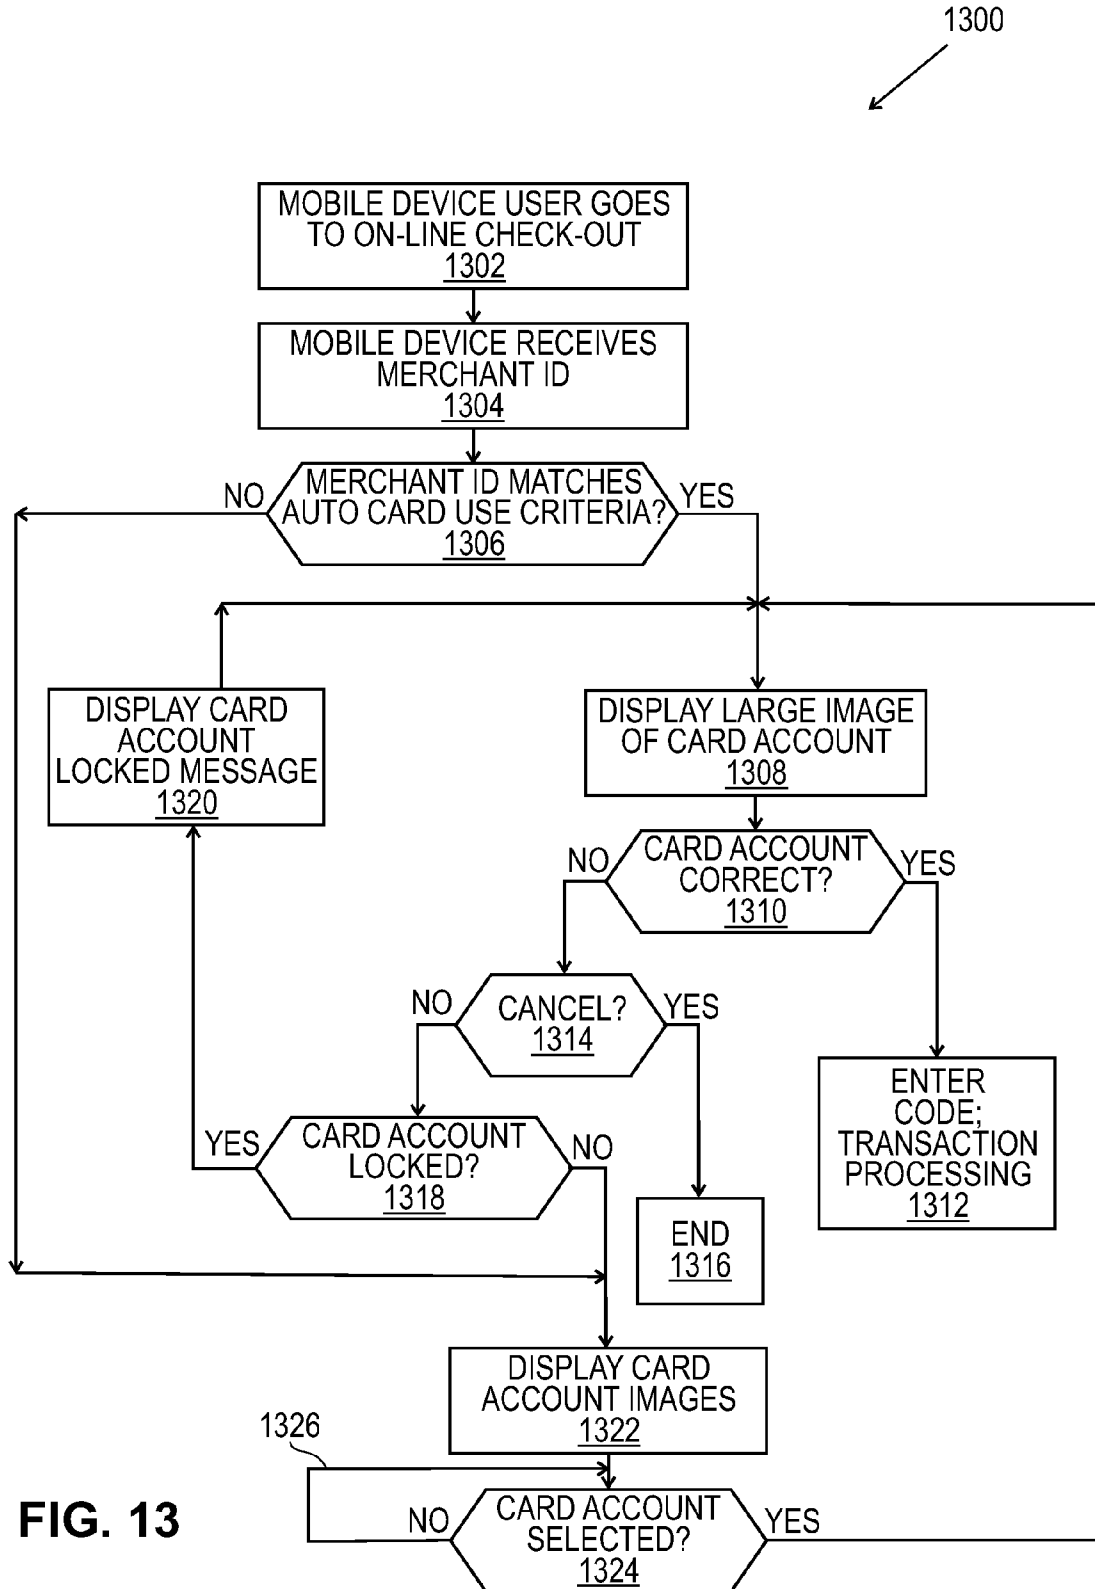 1300
MOBILE DEVICE USER GOES
TO ON-LINE CHECK-OUT
1302
MOBILE DEVICE RECEIVES
MERCHANT ID
1304
NO
MERCHANT ID MATCHES
AUTO CARD USE CRITERIA?
1306
YES
DISPLAY CARD
ACCOUNT
LOCKED MESSAGE
1320
DISPLAY LARGE IMAGE
OF CARD ACCOUNT
1308
NO
CARD ACCOUNT
CORRECT?
1310
YES
NO
CANCEL?
1314
YES
ENTER
CODE;
TRANSACTION
PROCESSING
1312
YES
CARD ACCOUNT
LOCKED?
1318
NO
END
1316
DISPLAY CARD
ACCOUNT IMAGES
1322
1326
NO
CARD ACCOUNT
SELECTED?
1324
YES
FIG. 13